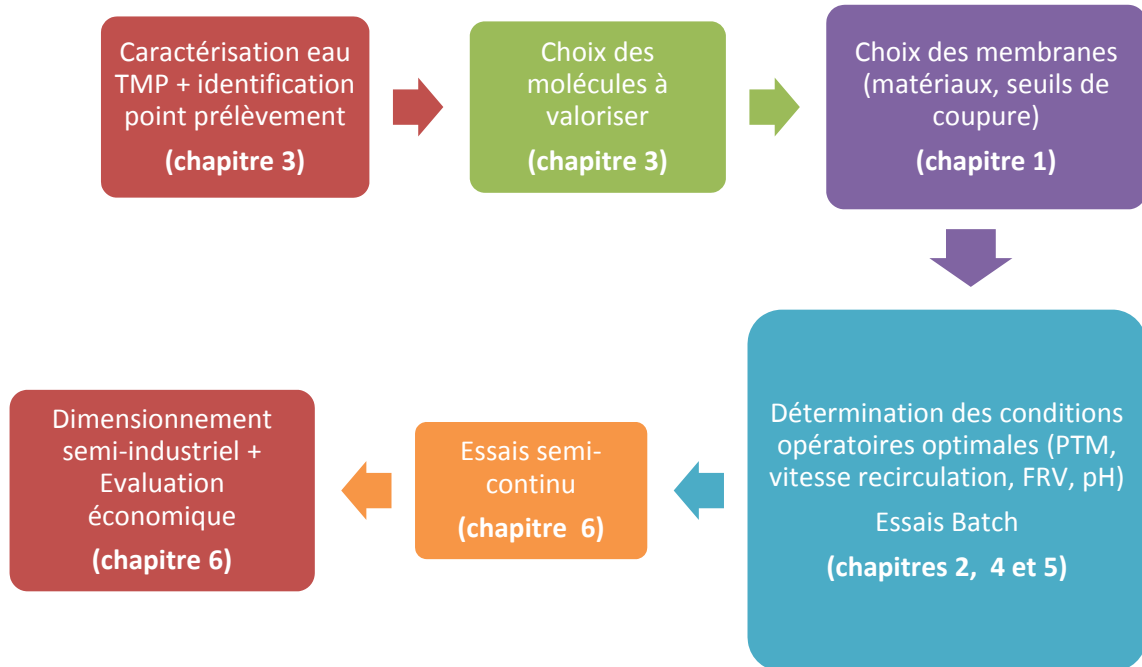 Caractérisation eau
TMP + identification
point prélèvement
(chapitre 3)
Choix des
molécules à
valoriser
(chapitre 3)
Choix des membranes
(matériaux, seuils de
coupure)
(chapitre 1)
Détermination des conditions
opératoires optimales (PTM,
vitesse recirculation, FRV, pH)
Essais Batch
(chapitres 2, 4 et 5)
Essais semi-
continu
(chapitre 6)
Dimensionnement
semi-industriel +
Evaluation
économique
(chapitre 6)